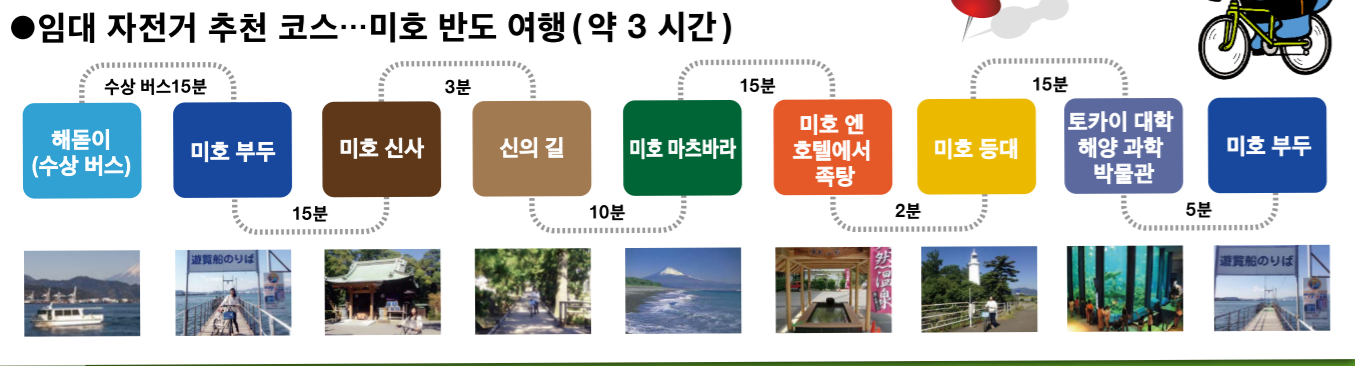 ●임대 자전거 추천 코스…미호 반도 여행(약 3 시간)
수상 버스15분
3분
15분
15분
해돋이
(수상 버스)
미호 부두
미호 신사
신의 길
미호 마츠바라
미호 엔
호텔에서
족탕
미호 등대
토카이 대학
해양 과학
박물관
미호 부두
15분
10분
2분
5분
遊覧船のりば
然温泉
遊覧船のりば